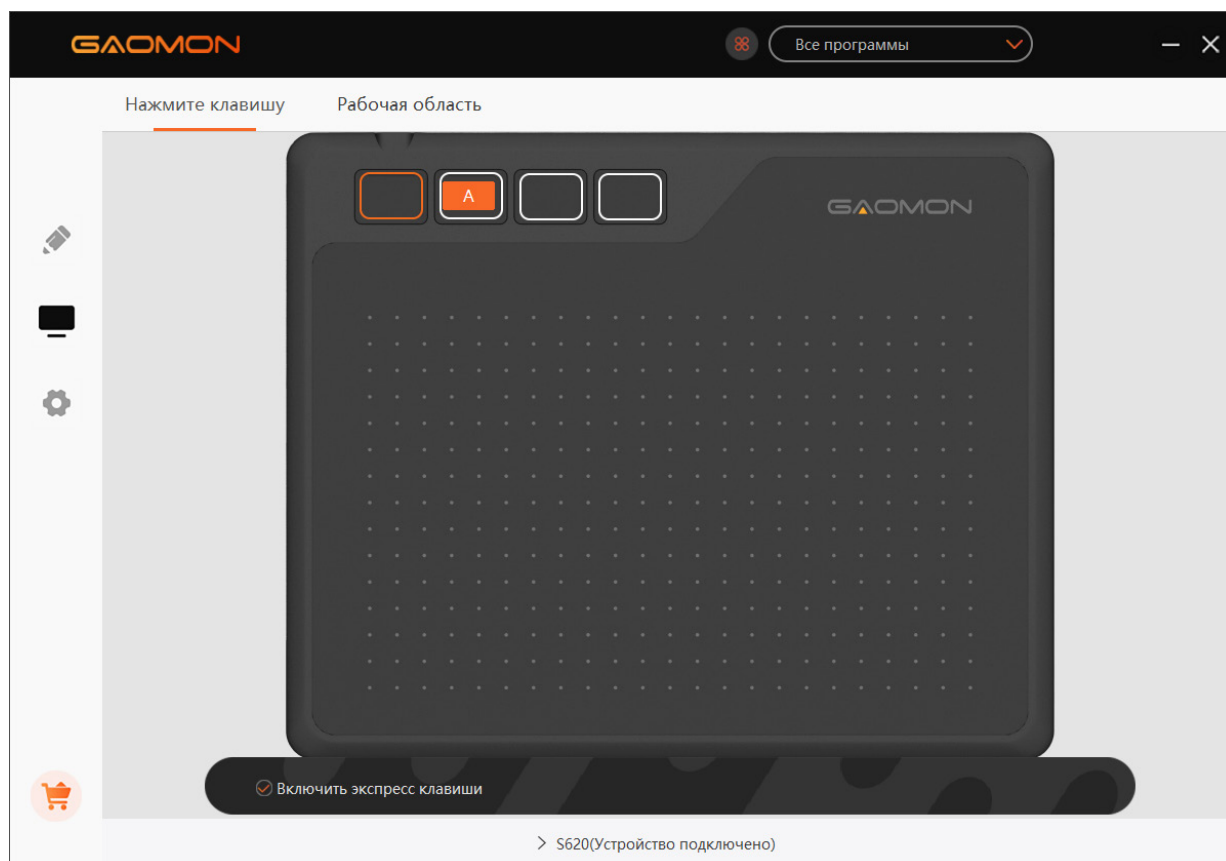 GAOMON
Все программы
Нажмите клавишу
Рабочая область
A
GAOMON
Включить экспресс клавиши
S620(Устройство подключено)